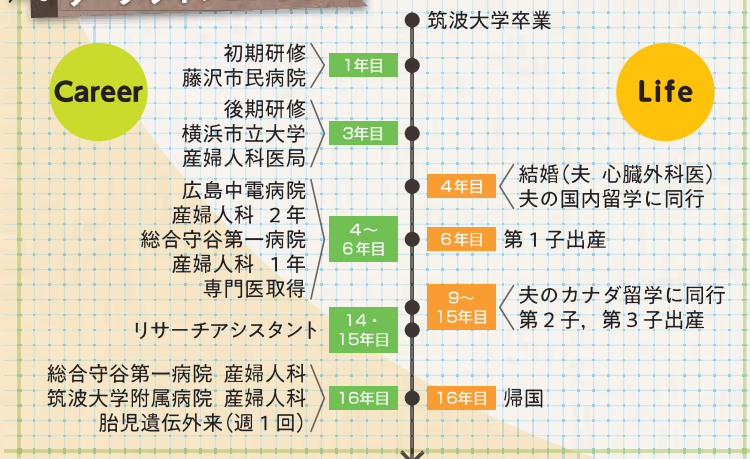 筑波大学卒業
Career
Life
初期研修
藤沢市民病院
1年目
後期研修
横浜市立大学
産婦人科医局
3年目
4年目
結婚(夫 心臓外科医)
夫の国内留学に同行
広島中電病院
産婦人科 2年
総合守谷第一病院
産婦人科 1年
専門医取得
4〜
6年目
6年目
第1子出産
9〜
15年目
夫のカナダ留学に同行
第2子，第3子出産
リサーチアシスタント
14・
15年目
総合守谷第一病院 産婦人科
筑波大学附属病院 産婦人科
胎児遺伝外来(週1回)
16年目
16年目
帰国